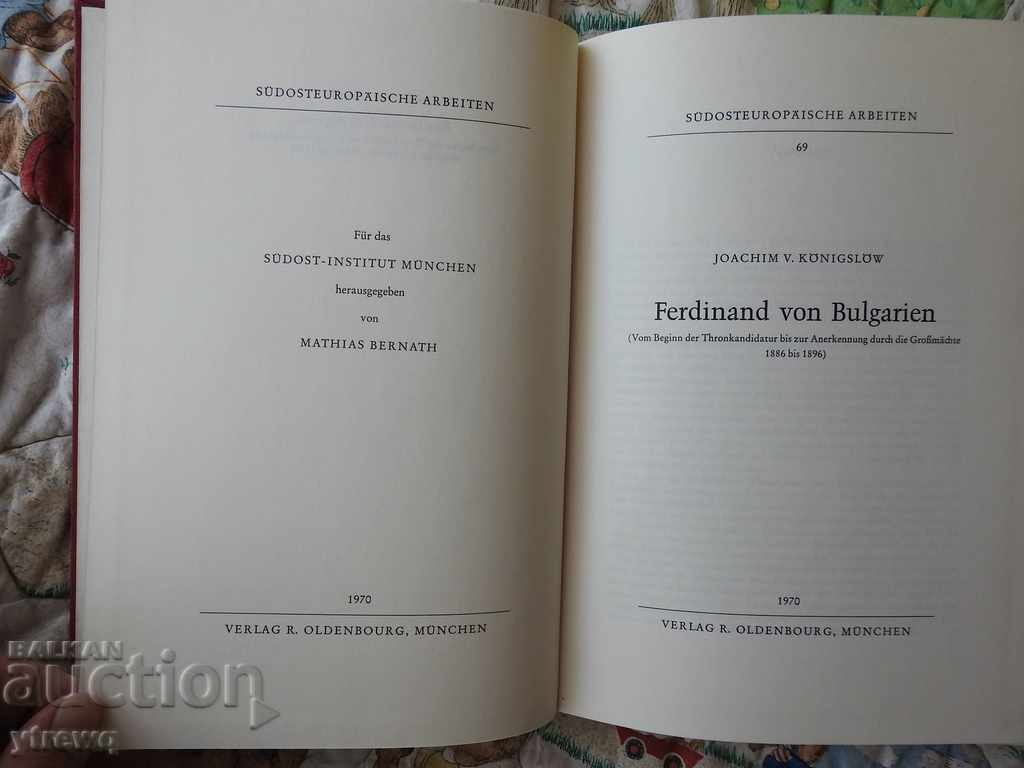 SÜDOSTEUROPÄISCHE ARBEITEN
Für das
SÜDOST-INSTITUT MÜNCHEN
herausgegeben
von
MATHIAS BERNATH
1970
VERLAG R. OLDENBOURG, MÜNCHEN
SÜDOSTEUROPÄISCHE ARBEITEN
69
JOACHIM V. KÖNIGSLÖW
Ferdinand von Bulgarien
(Vom Beginn der Thronkandidatur bis zur Anerkennung durch die Großmächte
1886 bis 1896)
1970
VERLAG R. OLDENBOURG, MÜNCHEN
BALKAN
auction
ytrewq